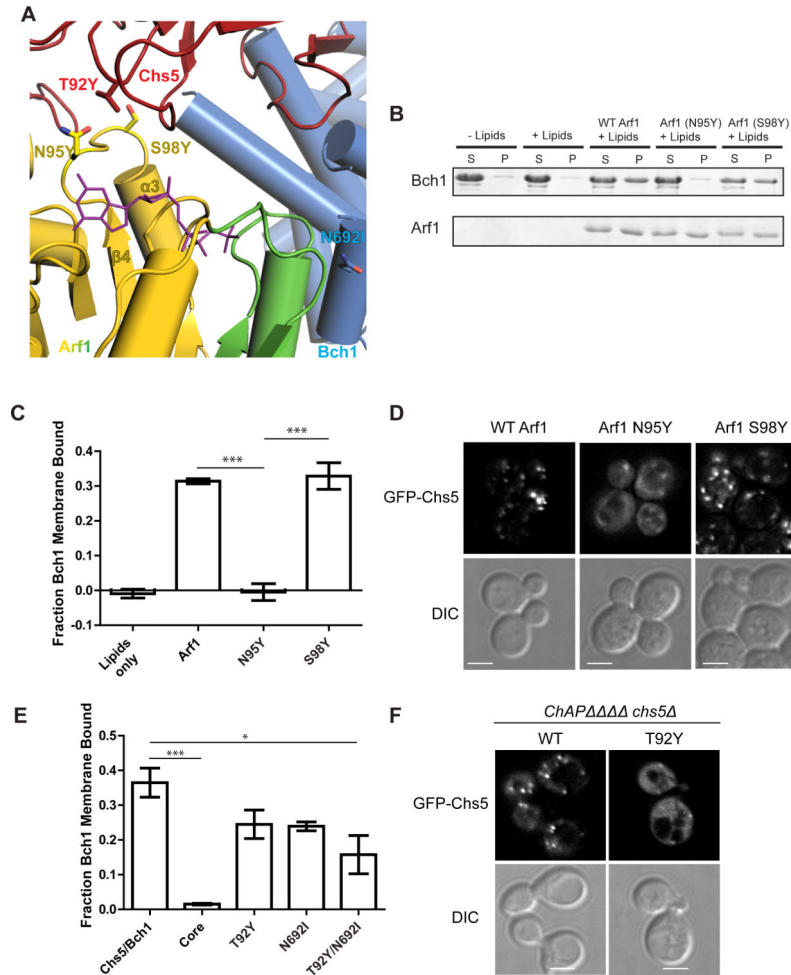 A
Chs5
T92Y
N95Y
S98Y
α3
β4
N692I
Arf1
Bch1
B
- Lipids
+ Lipids
WT Arf1 + Lipids
Arf1 (N95Y) + Lipids
Arf1 (S98Y) + Lipids
S P S P S P S P S P
Bch1
Arf1
C
Fraction Bch1 Membrane Bound
0.4
0.3
0.2
0.1
0.0
-0.1
***
***
Lipids only
Arf1
N95Y
S98Y
D
WT Arf1 Arf1 N95Y Arf1 S98Y
GFP-Chs5
DIC
E
Fraction Bch1 Membrane Bound
0.5
0.4
0.3
0.2
0.1
0.0
*
***
Chs5/Bch1
Core
T92Y
N692I
T92Y/N692I
F
ChAPΔΔΔΔ chs5Δ
WT T92Y
GFP-Chs5
DIC